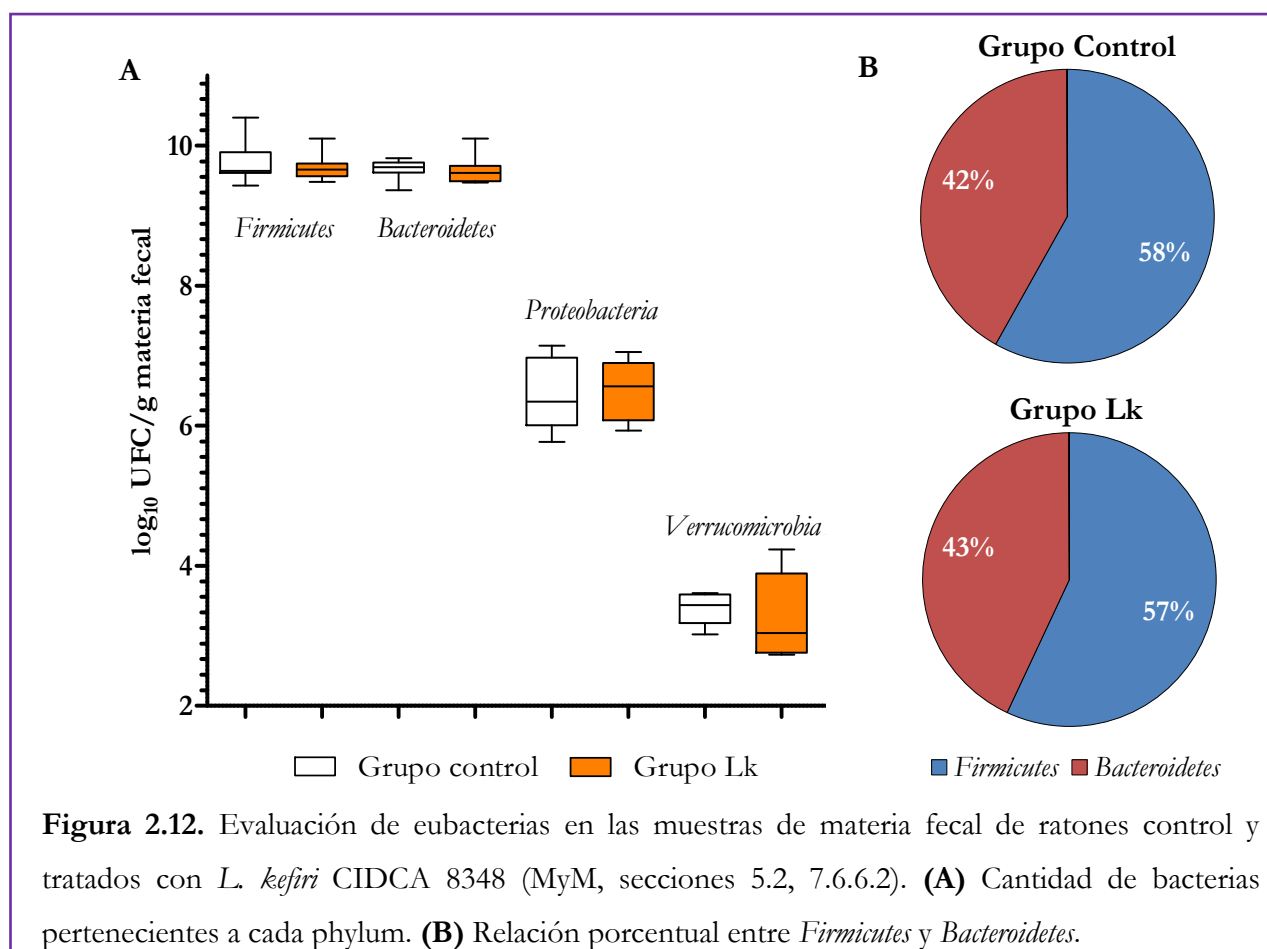 A
log₁₀ UFC/g materia fecal
10
8
6
4
2
Firmicutes
Bacteroidetes
Proteobacteria
Verrucomicrobia
Grupo control
Grupo Lk
B
Grupo Control
42%
58%
Grupo Lk
43%
57%
Firmicutes
Bacteroidetes
Figura 2.12. Evaluación de eubacterias en las muestras de materia fecal de ratones control y
tratados con L. kefiri CIDCA 8348 (MyM, secciones 5.2, 7.6.6.2). (A) Cantidad de bacterias
pertenecientes a cada phylum. (B) Relación porcentual entre Firmicutes y Bacteroidetes.